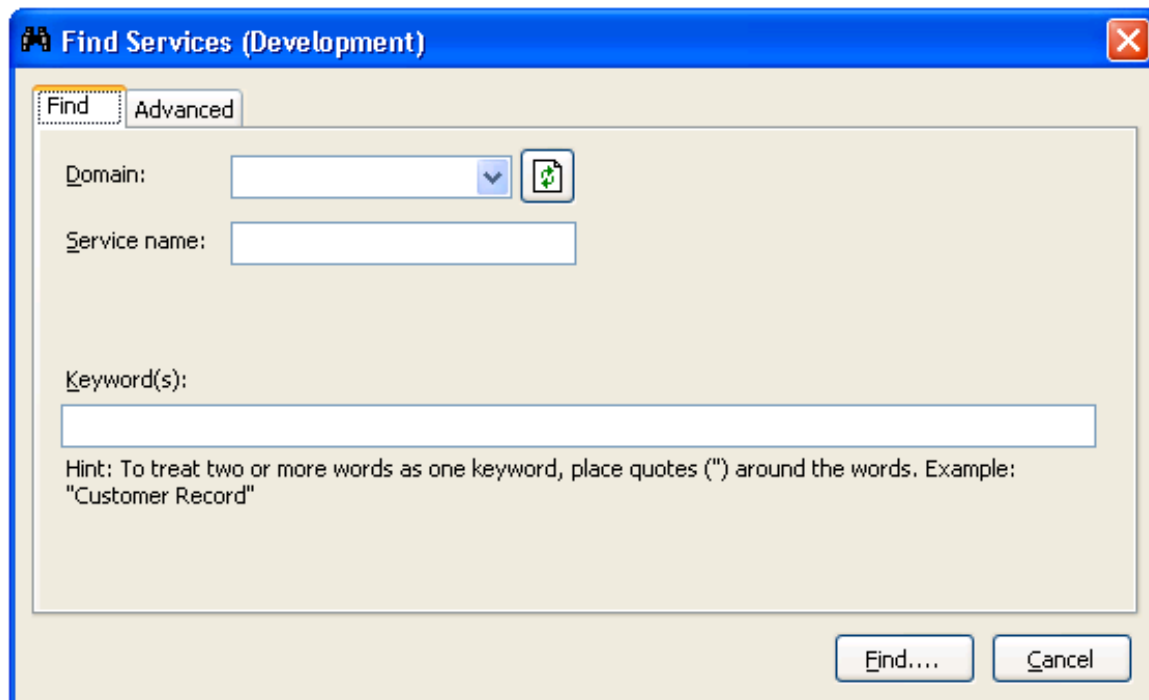 Find Services (Development)
Find
Advanced
Domain:
Service name:
Keyword(s):
Hint: To treat two or more words as one keyword, place quotes (") around the words. Example:
"Customer Record"
Find....
Cancel